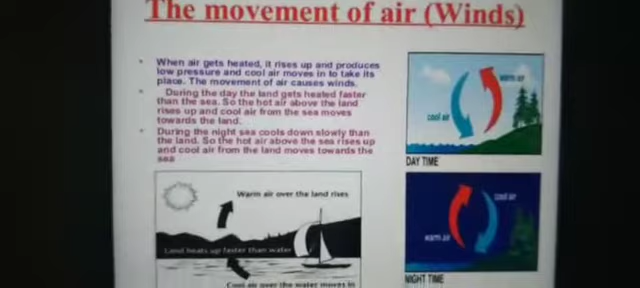 The movement of air (Winds)
When air gets heated, it rises up and produces
low pressure and cool air moves in to take its
place. The movement of air causes winds.
During the day the land gets heated faster
than the sea. So the hot air above the land
rises up and cool air from the sea moves
towards the land.
During the night sea cools down slowly than
the land. So the hot air above the sea rises up
and cool air from the land moves towards the
sea
warm air
cool air
DAY TIME
cool air
warm air
NIGHT TIME
Warm air over the land rises
Land heats up faster than water
Cool air over the water moves in